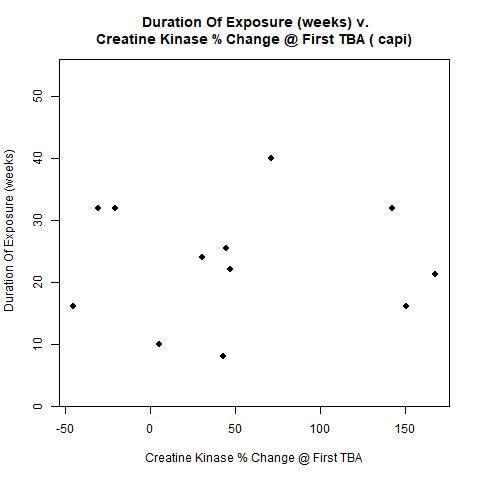 Duration Of Exposure (weeks) v.
Creatine Kinase % Change @ First TBA ( capi)
Duration Of Exposure (weeks)
50
40
30
20
10
0
-50 0 50 100 150
Creatine Kinase % Change @ First TBA